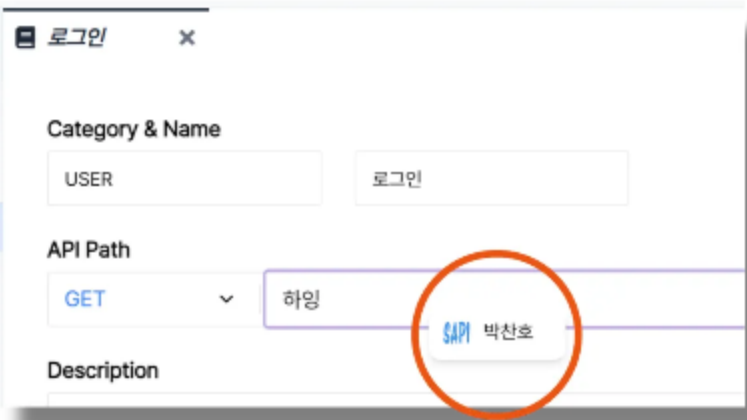 로그인
Category & Name
USER 로그인
API Path
GET 하잉
SAPI 박찬호
Description